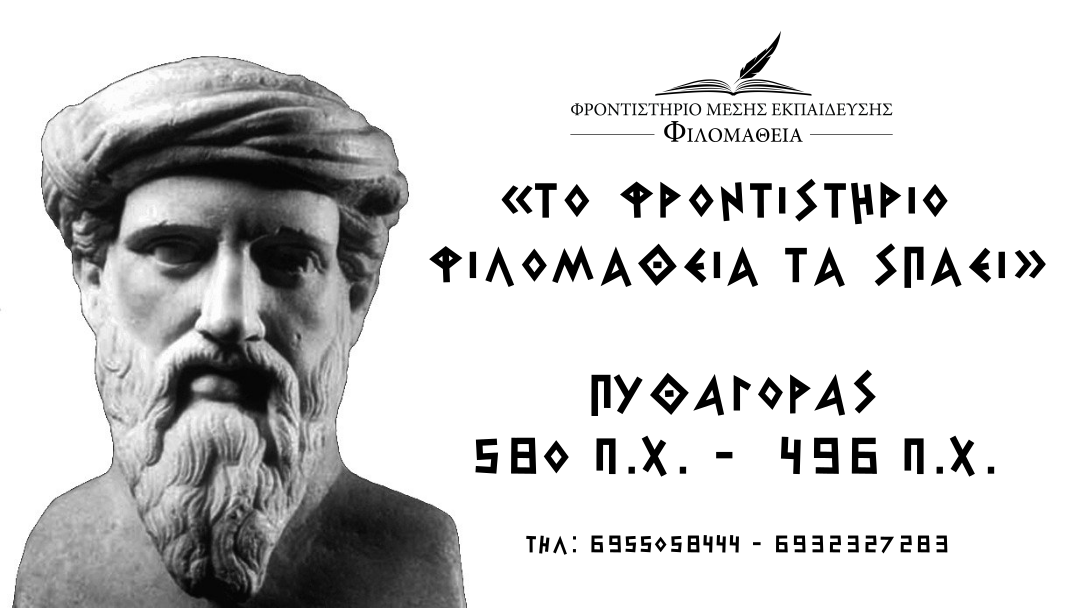 ΦΡΟΝΤΙΣΤΗΡΙΟ ΜΕΣΗΣ ΕΚΠΑΙΔΕΥΣΗΣ
ΦΙΛΟΜΑΘΕΙΑ
«ΤΟ ΦΡΟΝΤΙΣΤΗΡΙΟ
ΦΙΛΟΜΑΘΕΙΑ ΤΑ ΣΠΑΕΙ»
ΠΥΘΑΓΟΡΑΣ
580 Π.Χ. - 496 Π.Χ.
ΤΗΛ: 6955058444 - 6932327283